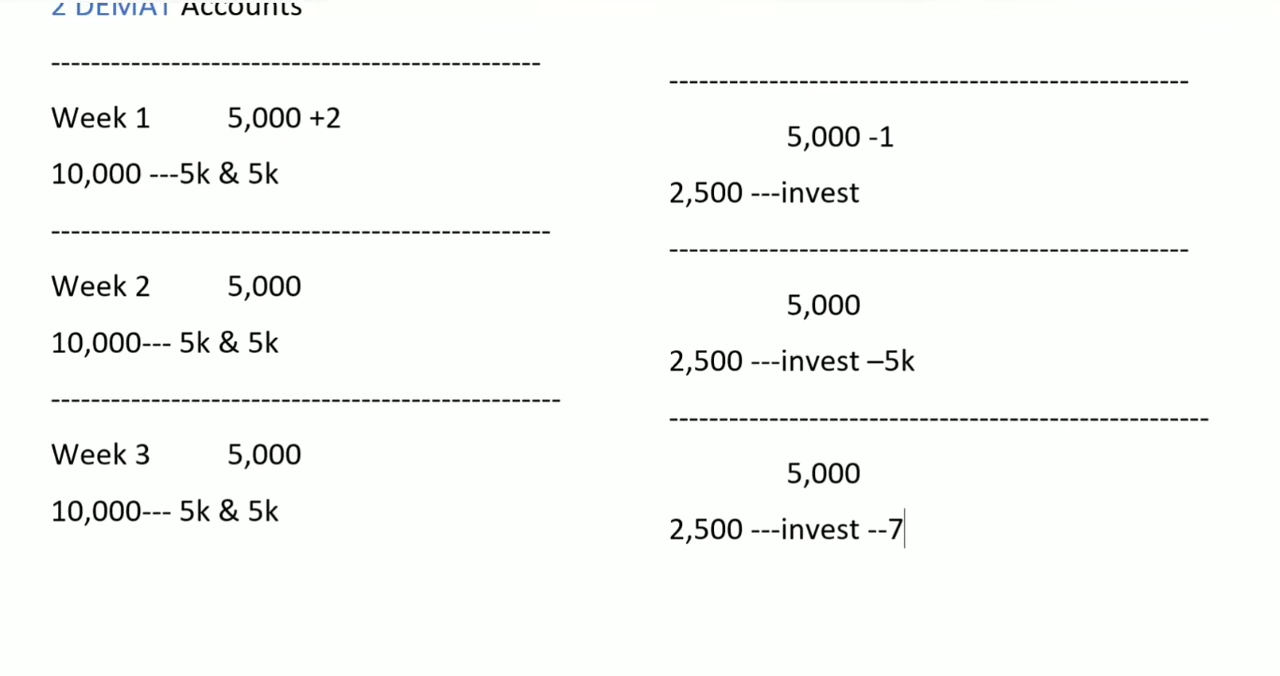 2 DEMAT Accounts
-------------------------------------------------
Week 1 5,000 +2
10,000 ---5k & 5k
--------------------------------------------------
Week 2 5,000
10,000--- 5k & 5k
---------------------------------------------------
Week 3 5,000
10,000--- 5k & 5k
----------------------------------------------------
5,000 -1
2,500 ---invest
----------------------------------------------------
5,000
2,500 ---invest –5k
------------------------------------------------------
5,000
2,500 ---invest --7